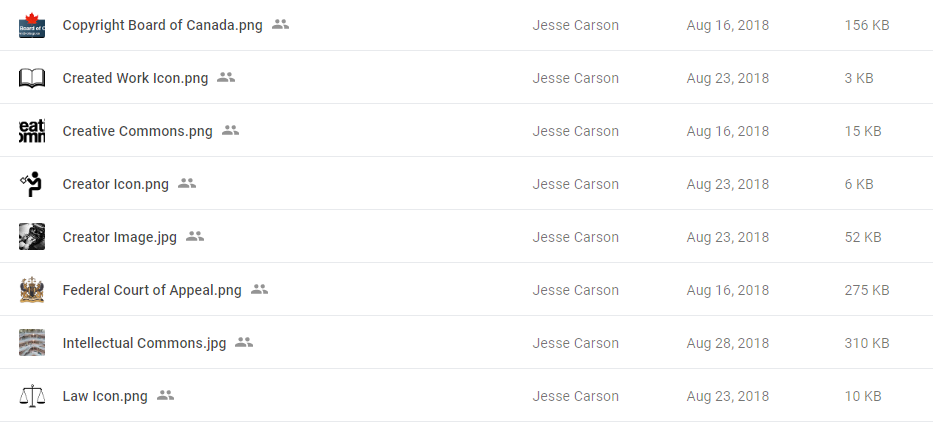 Copyright Board of Canada.png Jesse Carson Aug 16, 2018 156 KB
Created Work Icon.png Jesse Carson Aug 23, 2018 3 KB
Creative Commons.png Jesse Carson Aug 16, 2018 15 KB
Creator Icon.png Jesse Carson Aug 23, 2018 6 KB
Creator Image.jpg Jesse Carson Aug 23, 2018 52 KB
Federal Court of Appeal.png Jesse Carson Aug 16, 2018 275 KB
Intellectual Commons.jpg Jesse Carson Aug 28, 2018 310 KB
Law Icon.png Jesse Carson Aug 23, 2018 10 KB